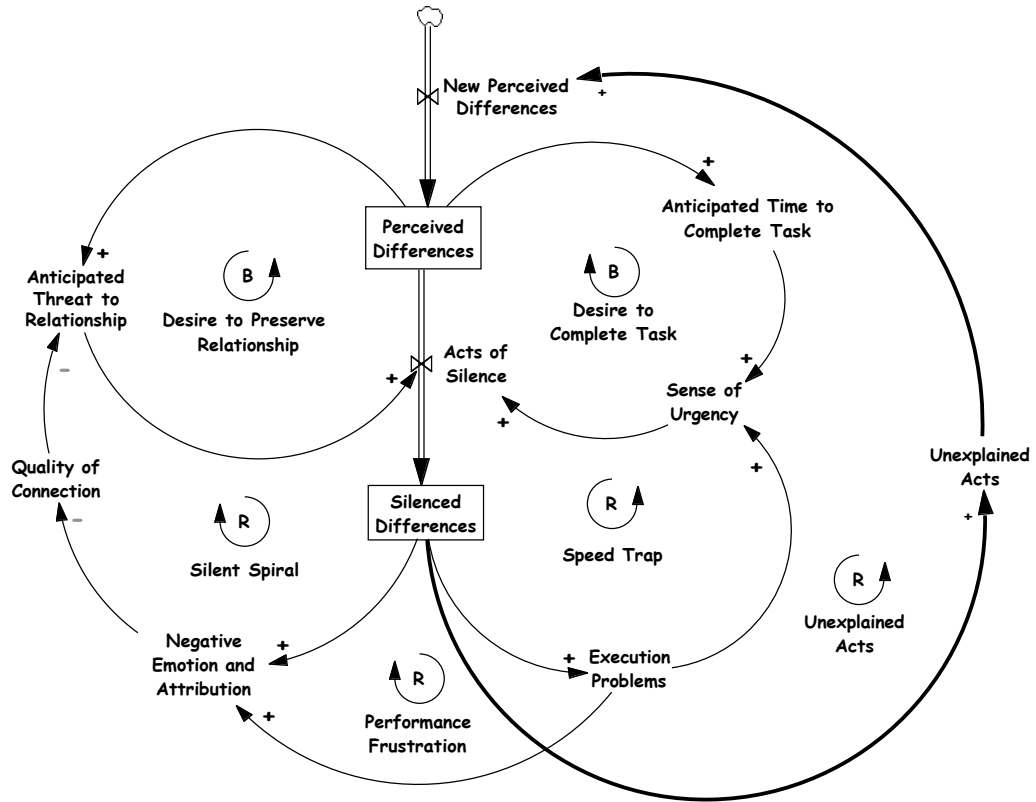 New Perceived
Differences
+
+
Anticipated Time to
Complete Task
Perceived
Differences
+
Anticipated
Threat to
Relationship
B
Desire to Preserve
Relationship
B
Desire to
Complete Task
+
Acts of
Silence
+
+
–
Sense of
Urgency
Quality of
Connection
–
+
Unexplained
Acts
+
Silenced
Differences
R
Silent Spiral
R
Speed Trap
R
Unexplained
Acts
Negative
Emotion and
Attribution
+
+
Execution
Problems
R
Performance
Frustration
+